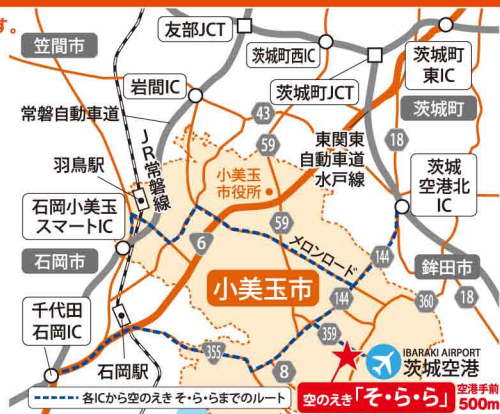 す。
笠間市
友部JCT
茨城町西IC
茨城町
東IC
岩間IC
茨城町JCT
茨城町
常磐自動車道
43
59
東関東
自動車道
水戸線
18
JR常磐線
羽鳥駅
小美玉
市役所
茨城
空港北
IC
石岡小美玉
スマートIC
6
59
メロンロード
144
石岡市
小美玉市
鉾田市
144
360
18
千代田
石岡IC
359
355
石岡駅
8
IBARAKI AIRPORT
茨城空港
各ICから空のえき そ・ら・らまでのルート
空のえき「そ・ら・ら」
空港手前
500m